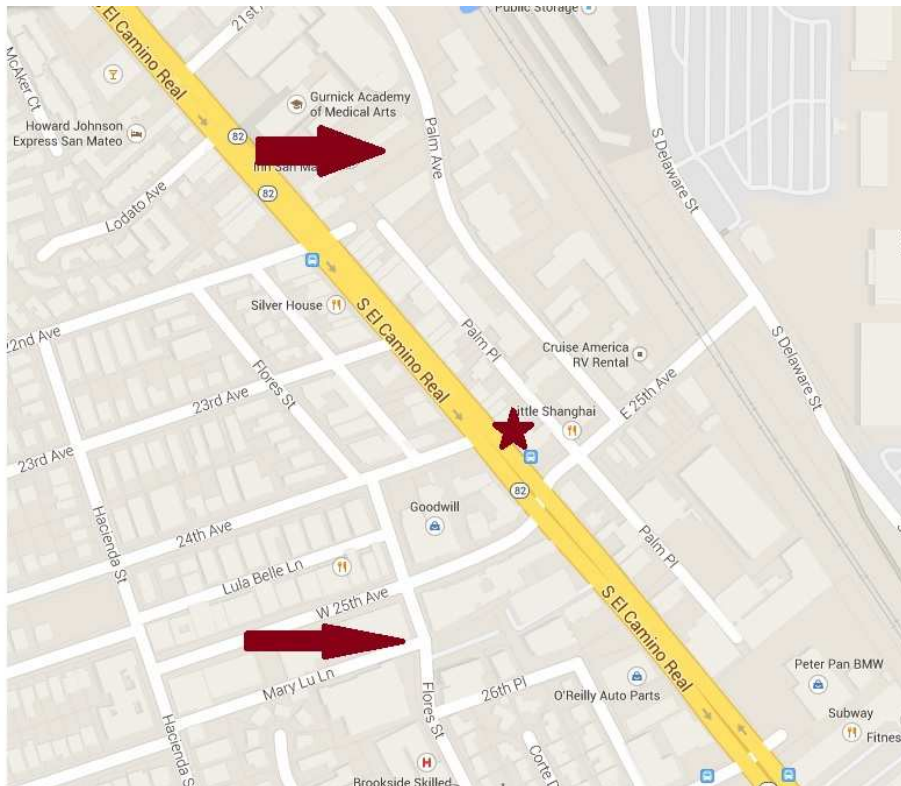 Public Storage
S El Camino Real
21st
McAker Ct
Gurnick Academy
of Medical Arts
Howard Johnson
Express San Mateo
82
Palm Ave
S Delaware St
Inn San Ma
82
Lodato Ave
Silver House
S El Camino Real
22nd Ave
Palm Pl
Cruise America
RV Rental
S Delaware St
Flores St
23rd Ave
E 25th Ave
Little Shanghai
23rd Ave
82
Goodwill
Hacienda St
24th Ave
Palm Pl
Lula Belle Ln
W 25th Ave
S El Camino Real
Mary Lu Ln
26th Pl
O'Reilly Auto Parts
Peter Pan BMW
Flores St
Subway
Hacienda St
Fitnes
Corte D
H
Brookside Skilled